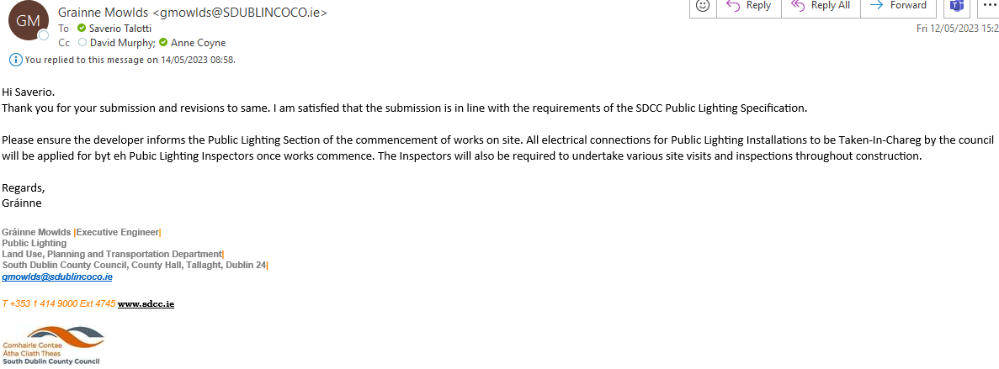 GM
Grainne Mowlds <gmowlds@SDUBLINCOCO.ie>
To Saverio Talotti
Cc David Murphy; Anne Coyne
Reply
Reply All
Forward
Fri 12/05/2023 15:2
You replied to this message on 14/05/2023 08:58.
Hi Saverio.
Thank you for your submission and revisions to same. I am satisfied that the submission is in line with the requirements of the SDCC Public Lighting Specification.
Please ensure the developer informs the Public Lighting Section of the commencement of works on site. All electrical connections for Public Lighting Installations to be Taken-In-Chareg by the council
will be applied for byt eh Pubic Lighting Inspectors once works commence. The Inspectors will also be required to undertake various site visits and inspections throughout construction.
Regards,
Gráinne
Gráinne Mowlds |Executive Engineer|
Public Lighting
Land Use, Planning and Transportation Department|
South Dublin County Council, County Hall, Tallaght, Dublin 24|
gmowlds@sdublincoco.ie
T +353 1 414 9000 Ext 4745 www.sdcc.ie
Comhairle Contae
Átha Cliath Theas
South Dublin County Council